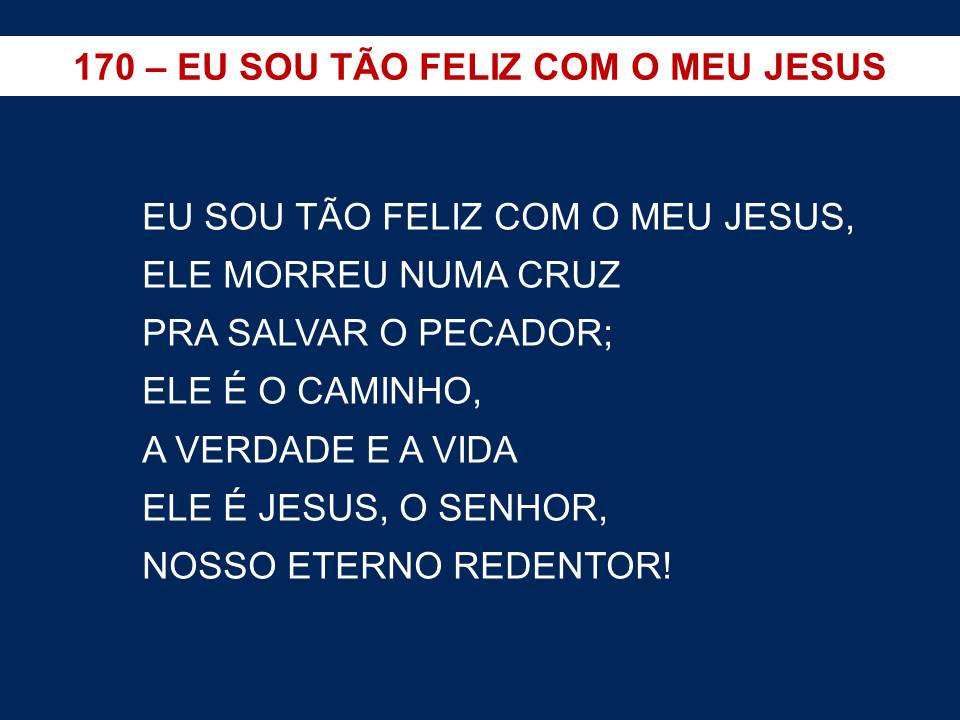 170 – EU SOU TÃO FELIZ COM O MEU JESUS
EU SOU TÃO FELIZ COM O MEU JESUS,
ELE MORREU NUMA CRUZ
PRA SALVAR O PECADOR;
ELE É O CAMINHO,
A VERDADE E A VIDA
ELE É JESUS, O SENHOR,
NOSSO ETERNO REDENTOR!